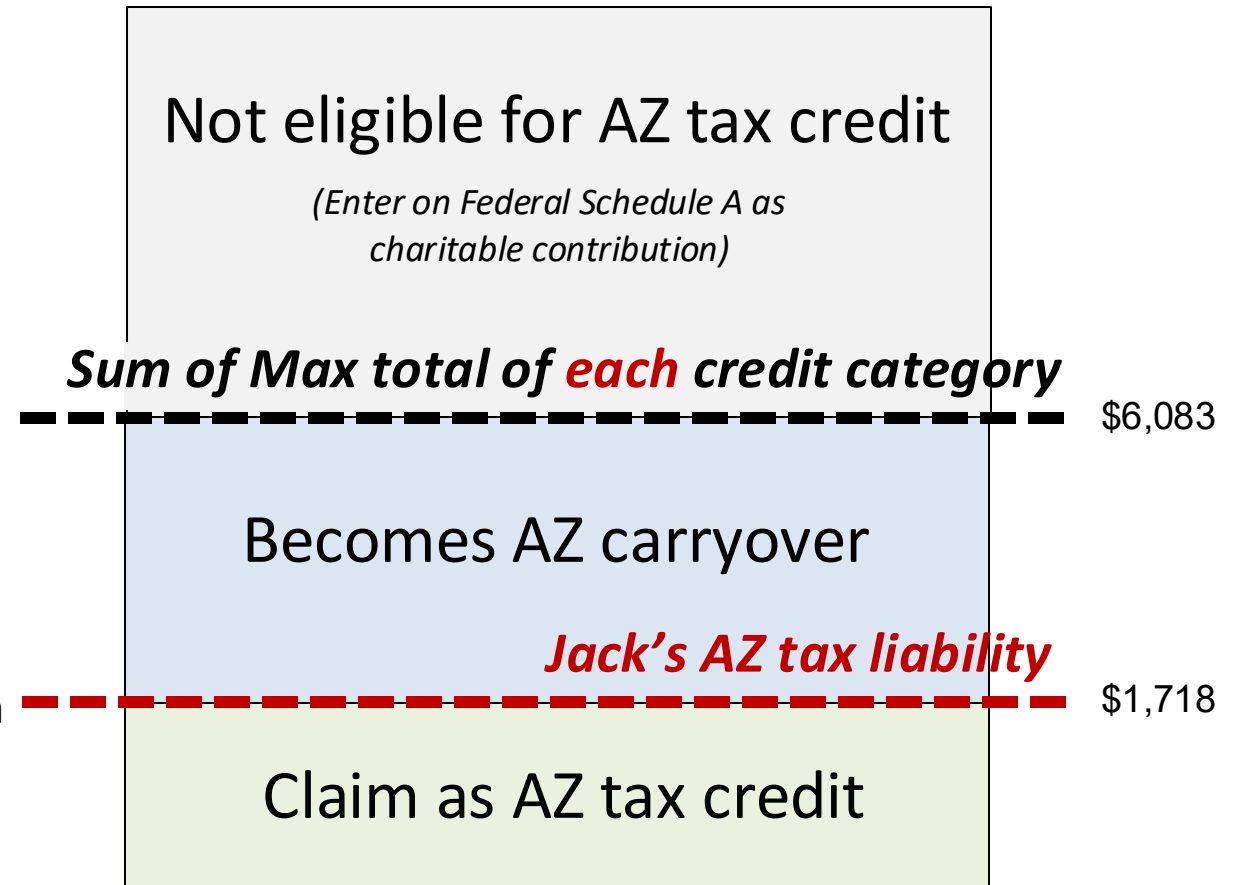 Not eligible for AZ tax credit
(Enter on Federal Schedule A as
charitable contribution)
Sum of Max total of each credit category
$6,083
Becomes AZ carryover
Jack’s AZ tax liability
$1,718
Claim as AZ tax credit